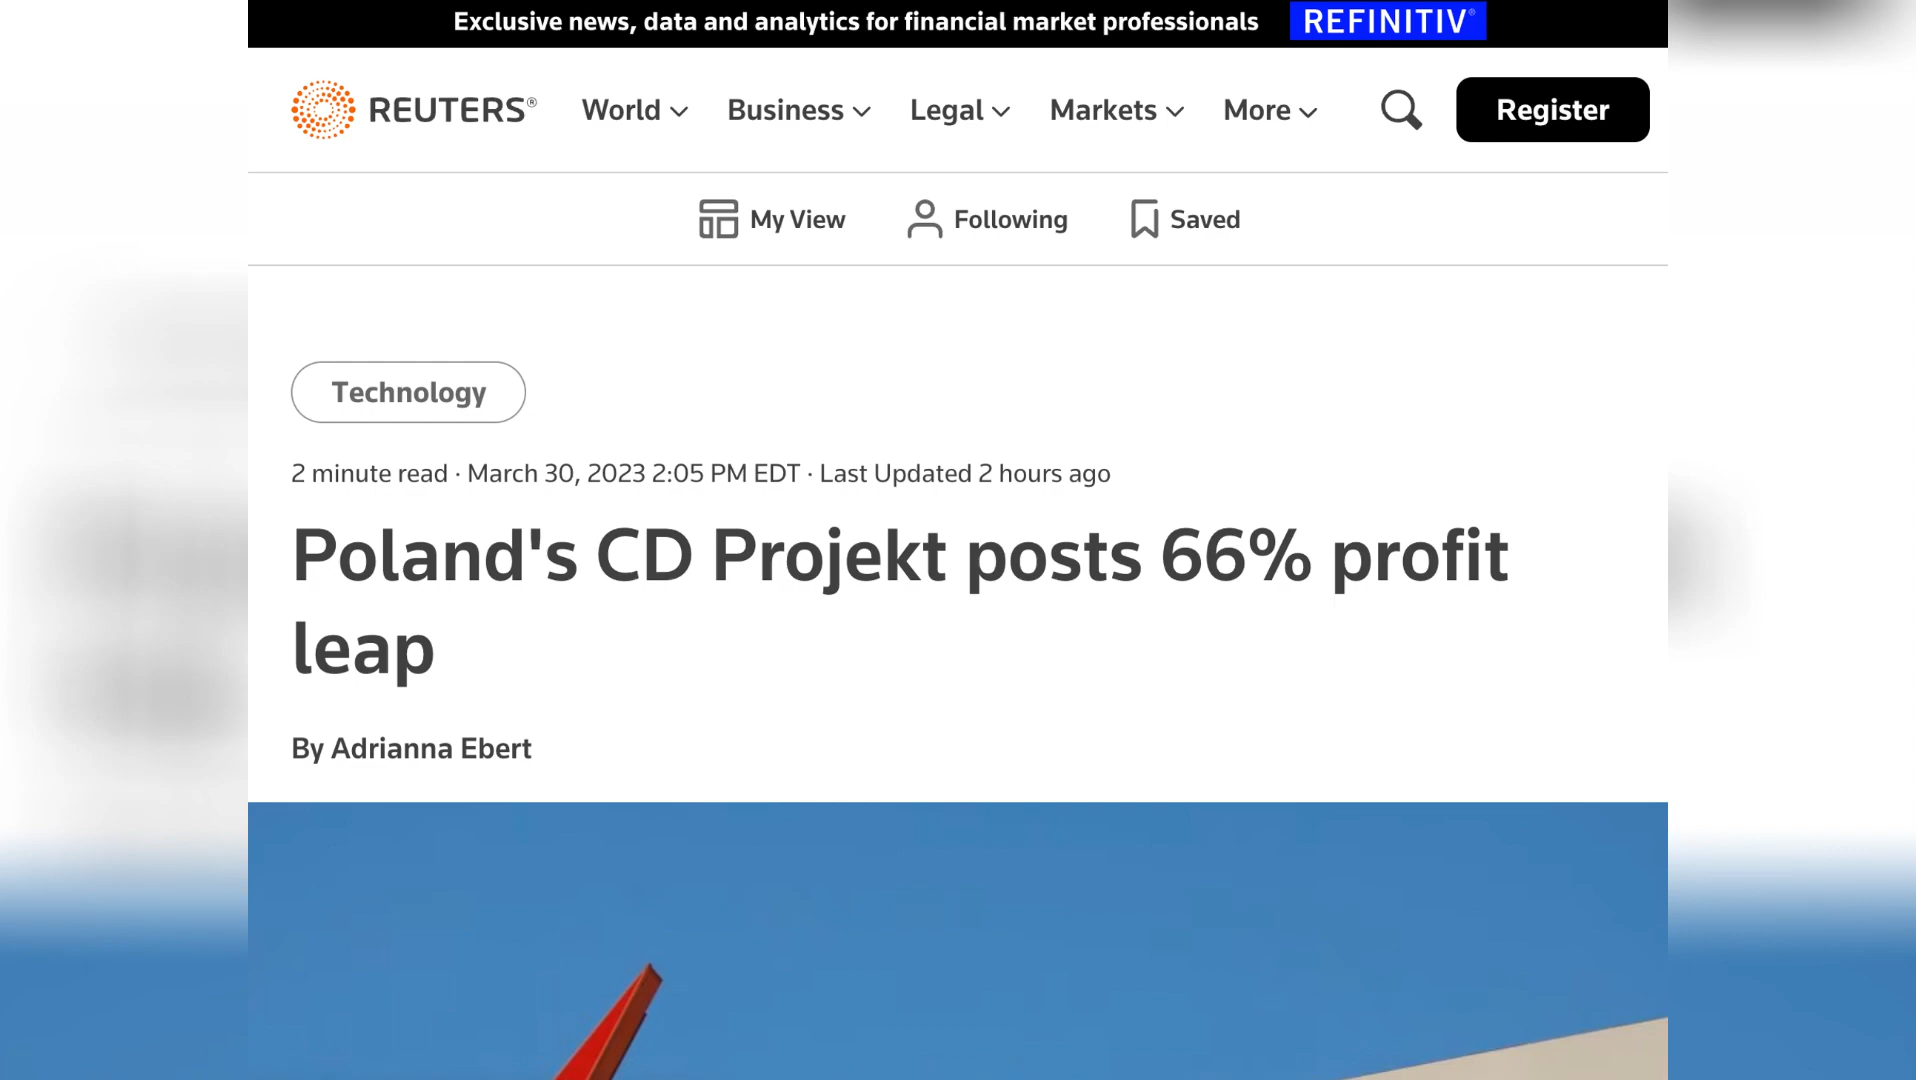 Exclusive news, data and analytics for financial market professionals REFINITIV®
REUTERS® World Business Legal Markets More Register
My View Following Saved
Technology
2 minute read · March 30, 2023 2:05 PM EDT · Last Updated 2 hours ago
Poland's CD Projekt posts 66% profit
leap
By Adrianna Ebert